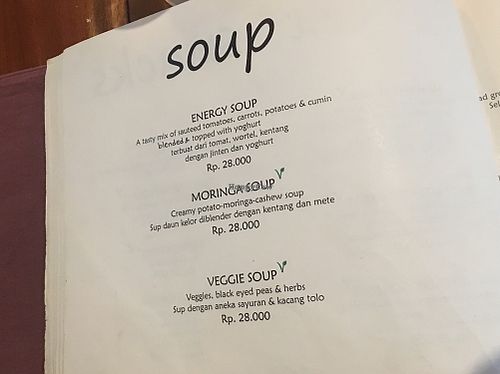 soup
ENERGY SOUP
A tasty mix of sauteed tomatoes, carrots, potatoes & cumin
blended & topped with yoghurt
terbuat dari tomat, wortel, kentang
dengan jinten dan yoghurt
Rp. 28.000
MORINGA SOUP
Creamy potato-moringa-cashew soup
Sup daun kelor diblender dengan kentang dan mete
Rp. 28.000
VEGGIE SOUP
Veggies, black eyed peas & herbs
Sup dengan aneka sayuran & kacang tolo
Rp. 28.000